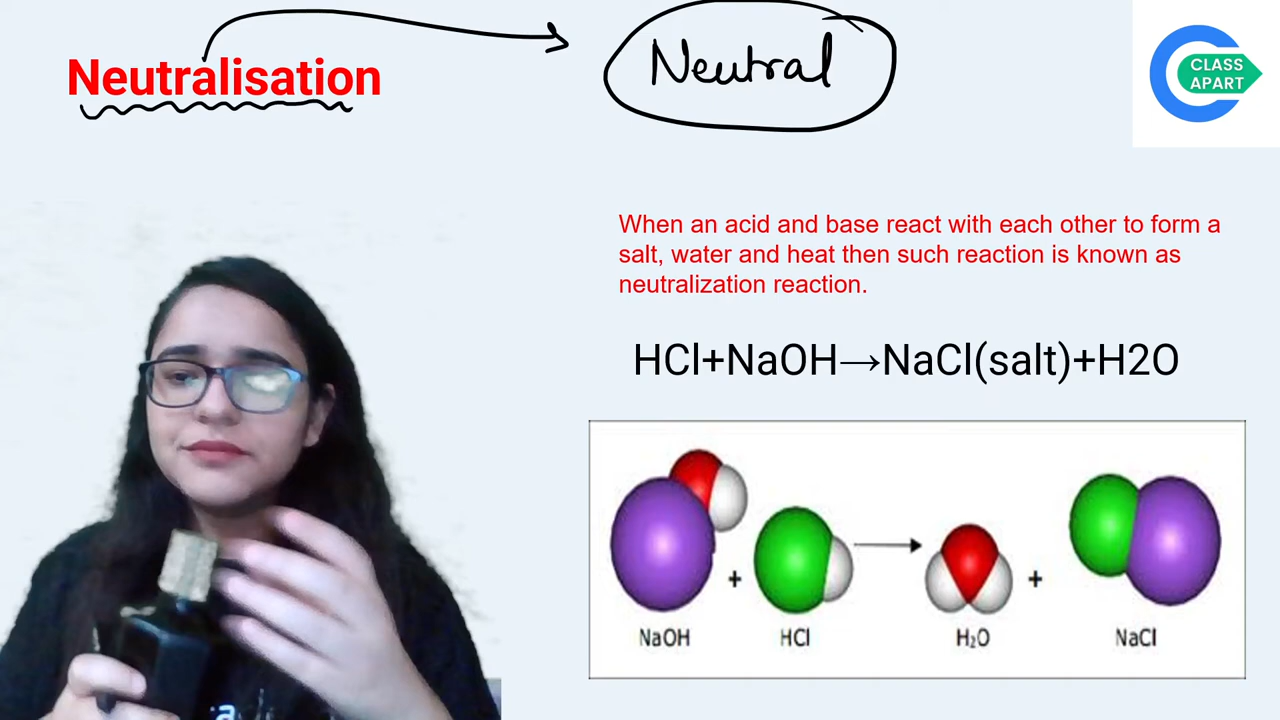 Neutralisation
Neutral
CLASS
APART
When an acid and base react with each other to form a
salt, water and heat then such reaction is known as
neutralization reaction.
HCl+NaOH→NaCl(salt)+H2O
+
+
NaOH
HCl
H₂O
NaCl